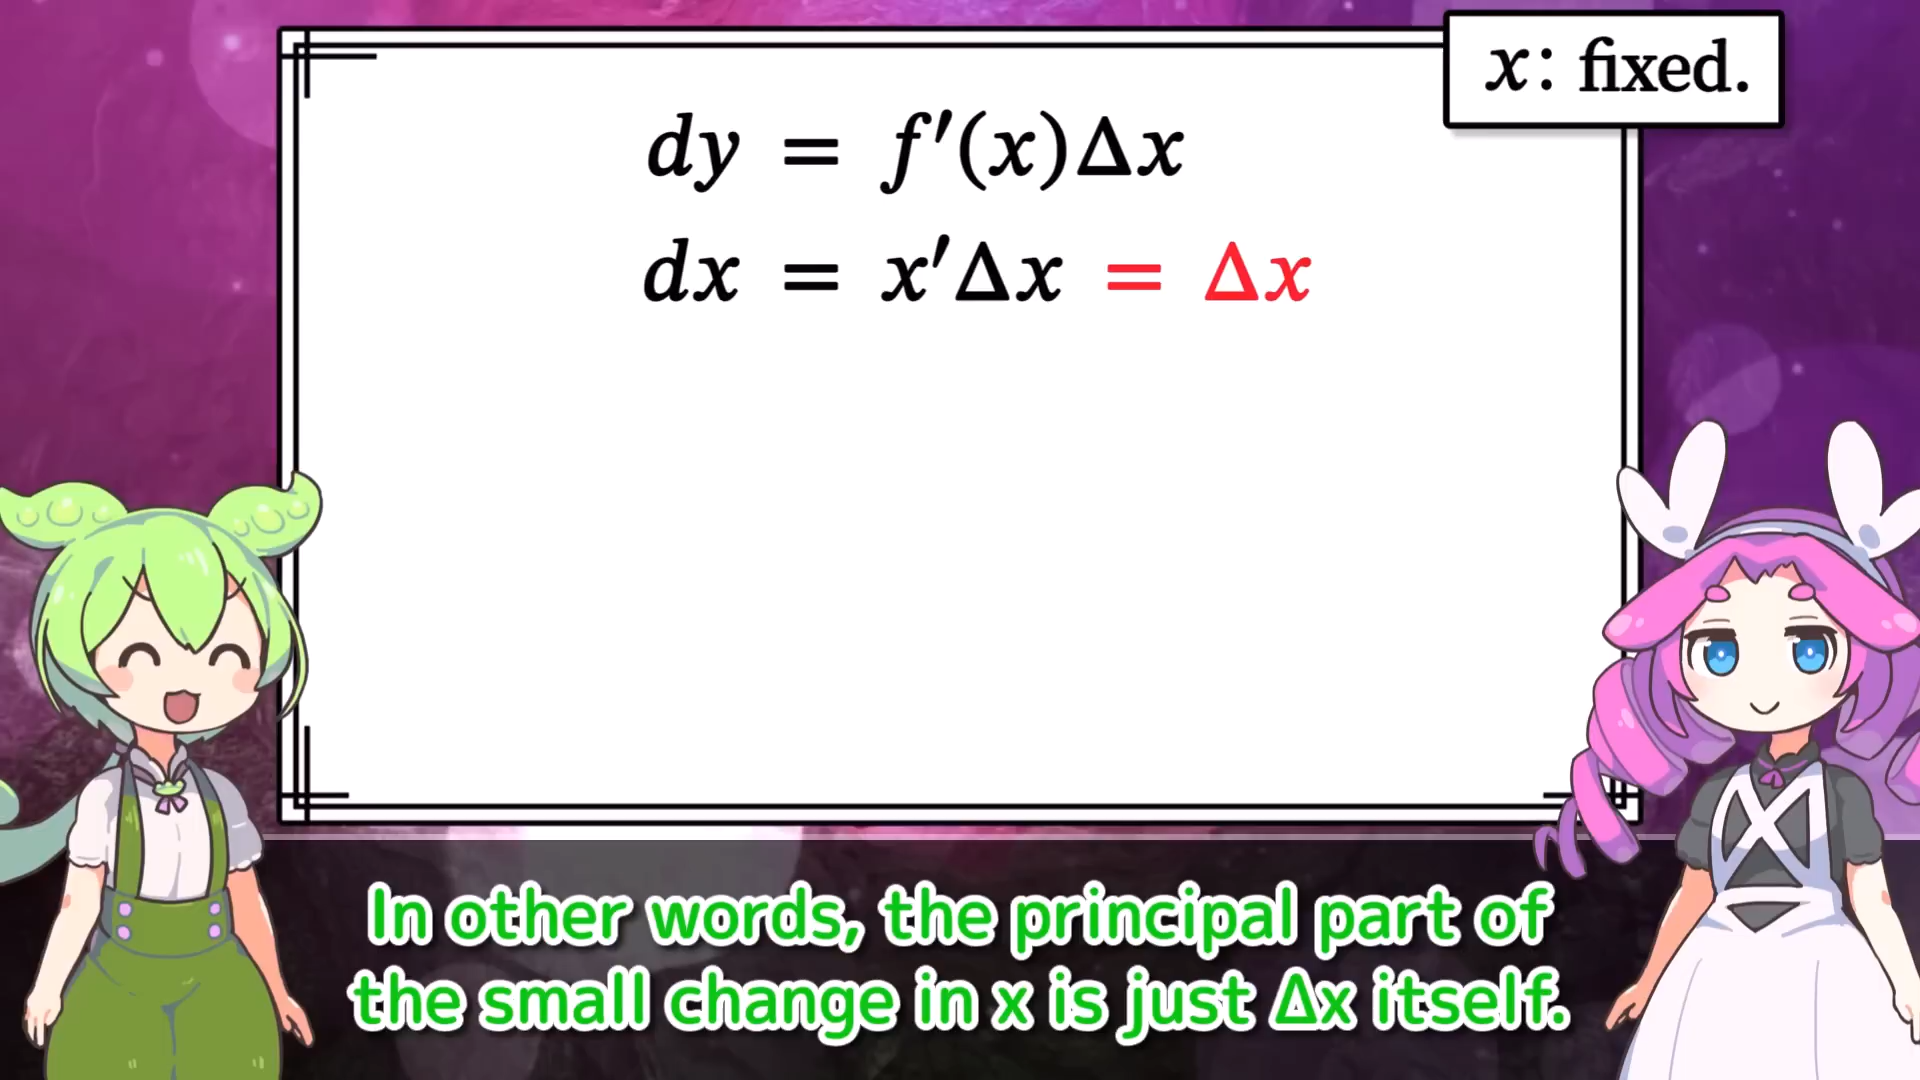 x: fixed.
dy = f′(x)Δx
dx = x′Δx = Δx
In other words, the principal part of
the small change in x is just Δx itself.